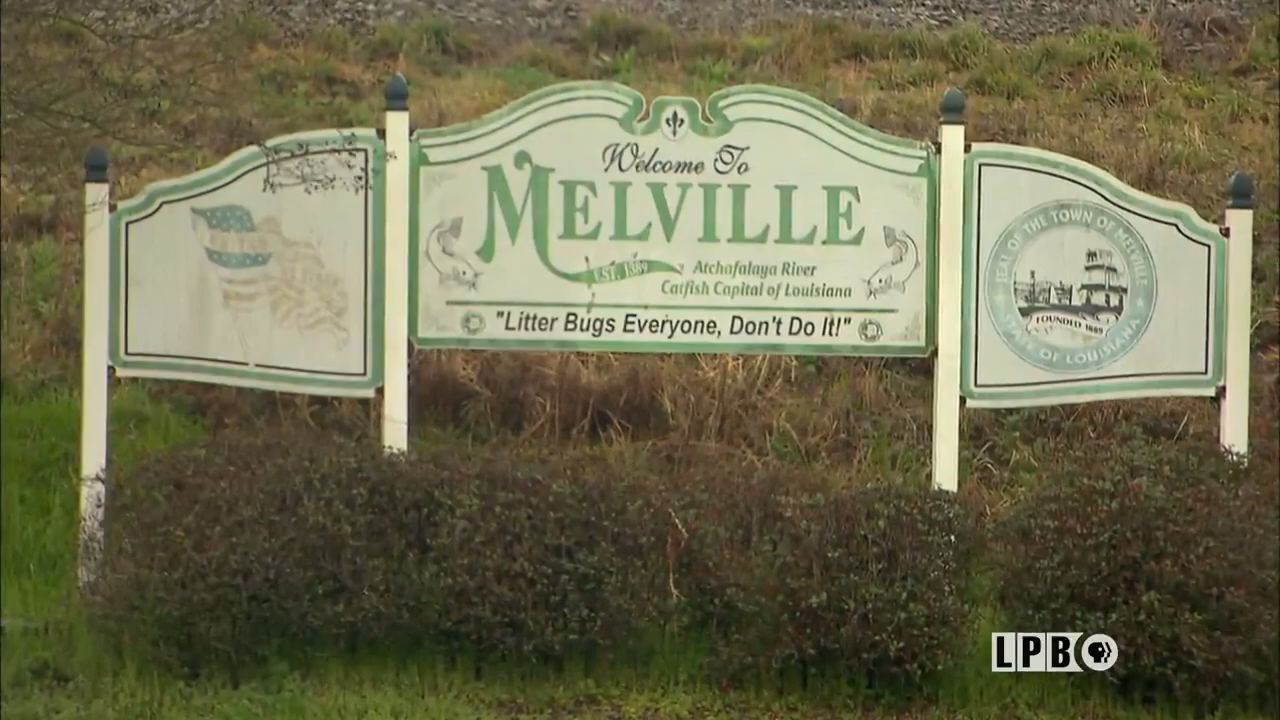 Welcome To
MELVILLE
EST. 1889
Atchafalaya River
Catfish Capital of Louisiana
"Litter Bugs Everyone, Don't Do It!"
SEAL OF THE TOWN OF MELVILLE
FOUNDED 1889
STATE OF LOUISIANA
LPB